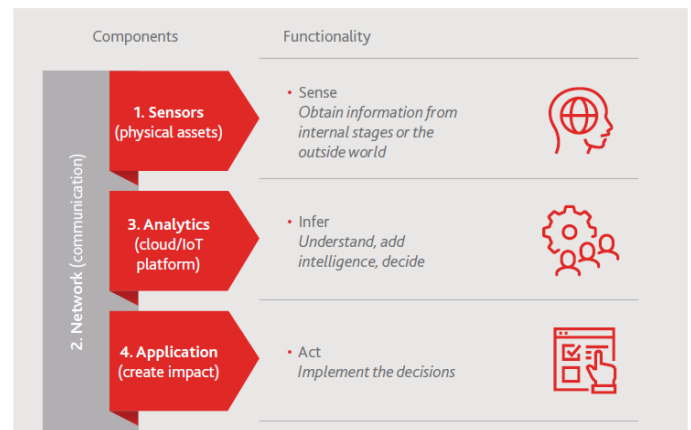 Components
Functionality
2. Network (communication)
1. Sensors
(physical assets)
• Sense
Obtain information from
internal stages or the
outside world
3. Analytics
(cloud/IoT
platform)
• Infer
Understand, add
intelligence, decide
4. Application
(create impact)
• Act
Implement the decisions